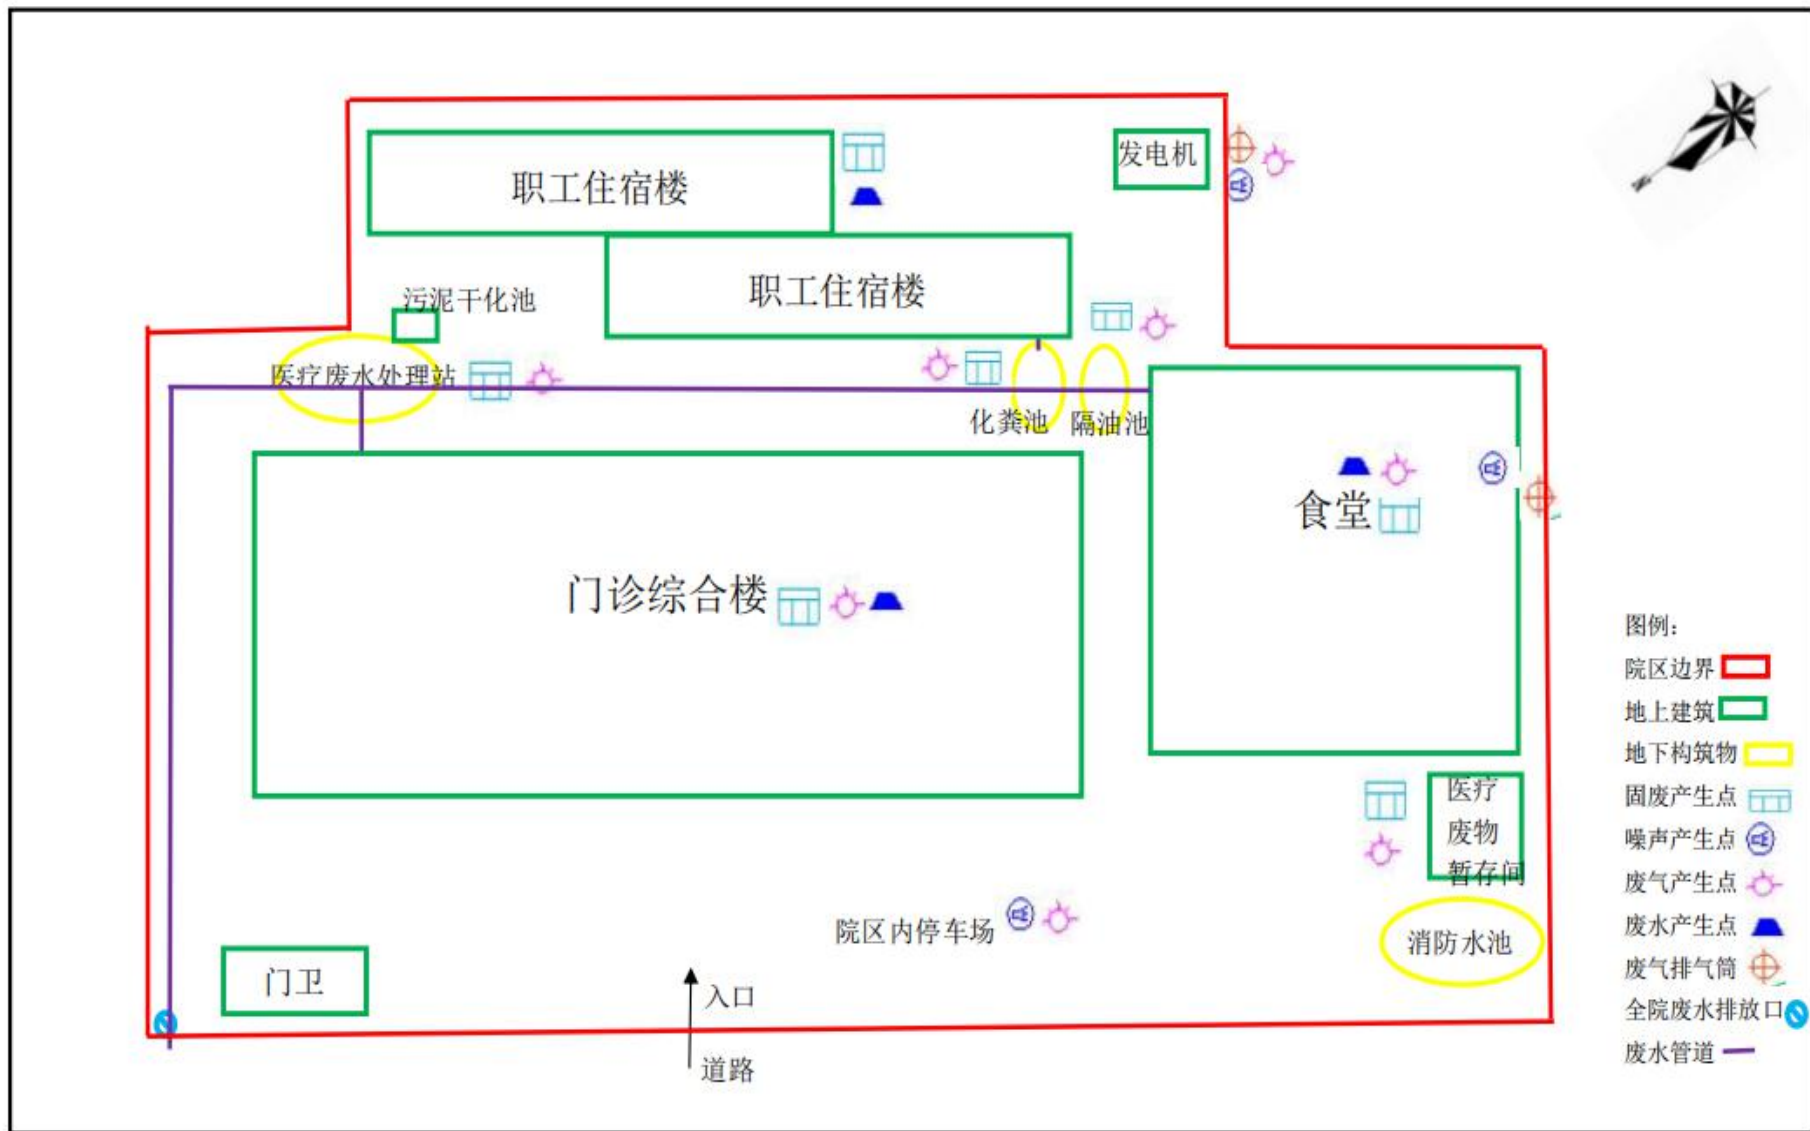 职工住宿楼
发电机
职工住宿楼
污泥干化池
医疗废水处理站
化粪池
隔油池
食堂
门诊综合楼
医疗
废物
暂存间
院区内停车场
消防水池
门卫
入口
道路
图例：
院区边界
地上建筑
地下构筑物
固废产生点
噪声产生点
废气产生点
废水产生点
废气排气筒
全院废水排放口
废水管道